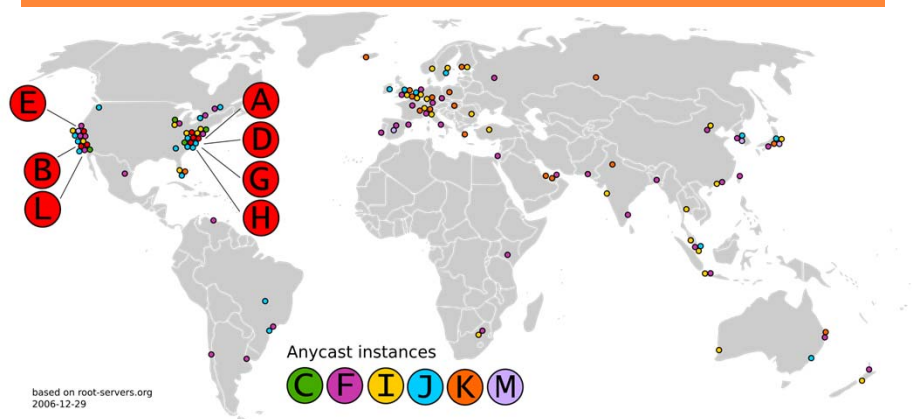 E
A
D
B
G
L
H
Anycast instances
C F I J K M
based on root-servers.org
2006-12-29